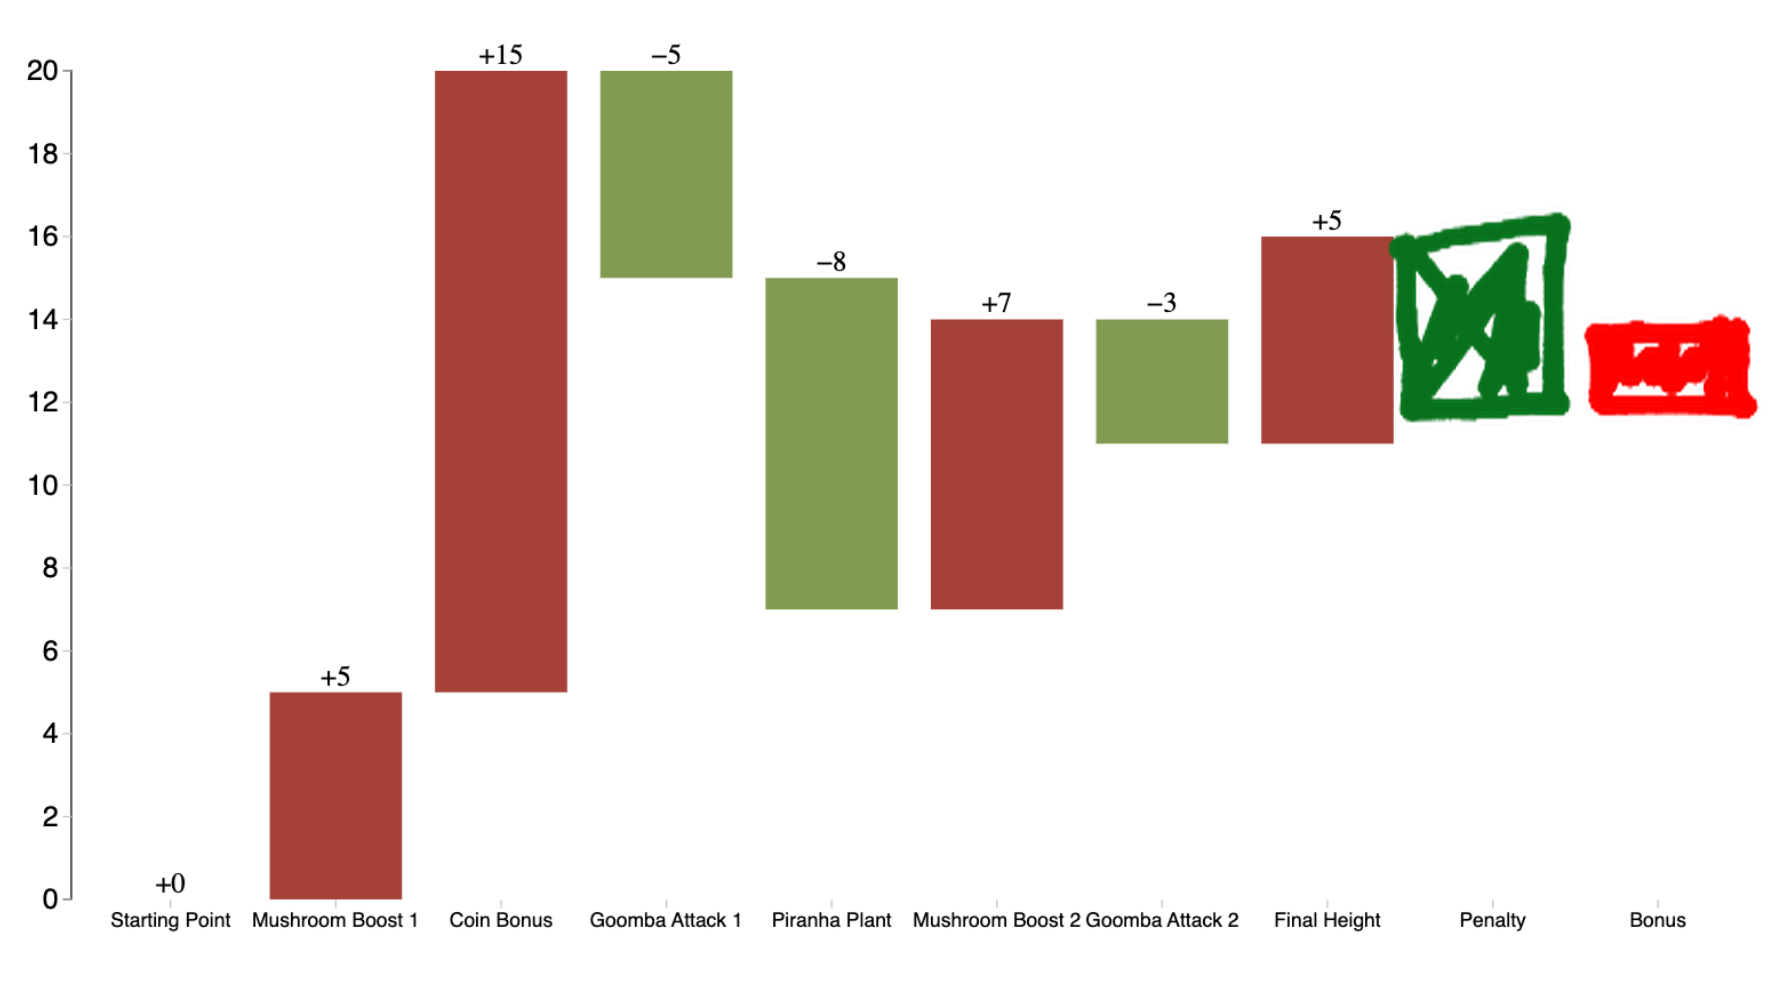 +15
−5
20
18
+5
16
−8
+7
−3
14
12
10
8
+5
6
4
2
+0
0
Starting Point
Mushroom Boost 1
Coin Bonus
Goomba Attack 1
Piranha Plant
Mushroom Boost 2
Goomba Attack 2
Final Height
Penalty
Bonus